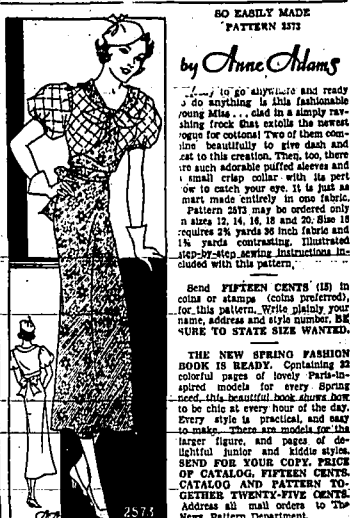 SO EASILY MADE
PATTERN 2573
by Anne Adams
to go anywhere and ready
o do anything is this fashionable
young Miss . . . clad in a simply rav-
shing frock that extolls the newest
vogue for cottons! Two of them com-
bine beautifully to give dash and
zest to this creation. Then, too, there
are such adorable puffed sleeves and
a small crisp collar with its pert
bow to catch your eye. It is just as
smart made entirely in one fabric.
Pattern 2573 may be ordered only
in sizes 12, 14, 16, 18 and 20. Size 16
requires 2¾ yards 36 inch fabric and
1⅜ yards contrasting. Illustrated
step-by-step sewing instructions in-
cluded with this pattern.
Send FIFTEEN CENTS (15) in
coins or stamps (coins preferred),
for this pattern. Write plainly your
name, address and style number. BE
SURE TO STATE SIZE WANTED.
THE NEW SPRING FASHION
BOOK IS READY. Containing 32
colorful pages of lovely Paris-in-
spired models for every Spring
need, this beautiful book shows how
to be chic at every hour of the day.
Every style is practical, and easy
to make. There are models for the
larger figure, and pages of de-
lightful junior and kiddie styles.
SEND FOR YOUR COPY. PRICE
OF CATALOG, FIFTEEN CENTS.
CATALOG AND PATTERN TO-
GETHER TWENTY-FIVE CENTS.
Address all mail orders to The
News Pattern Department.
2573